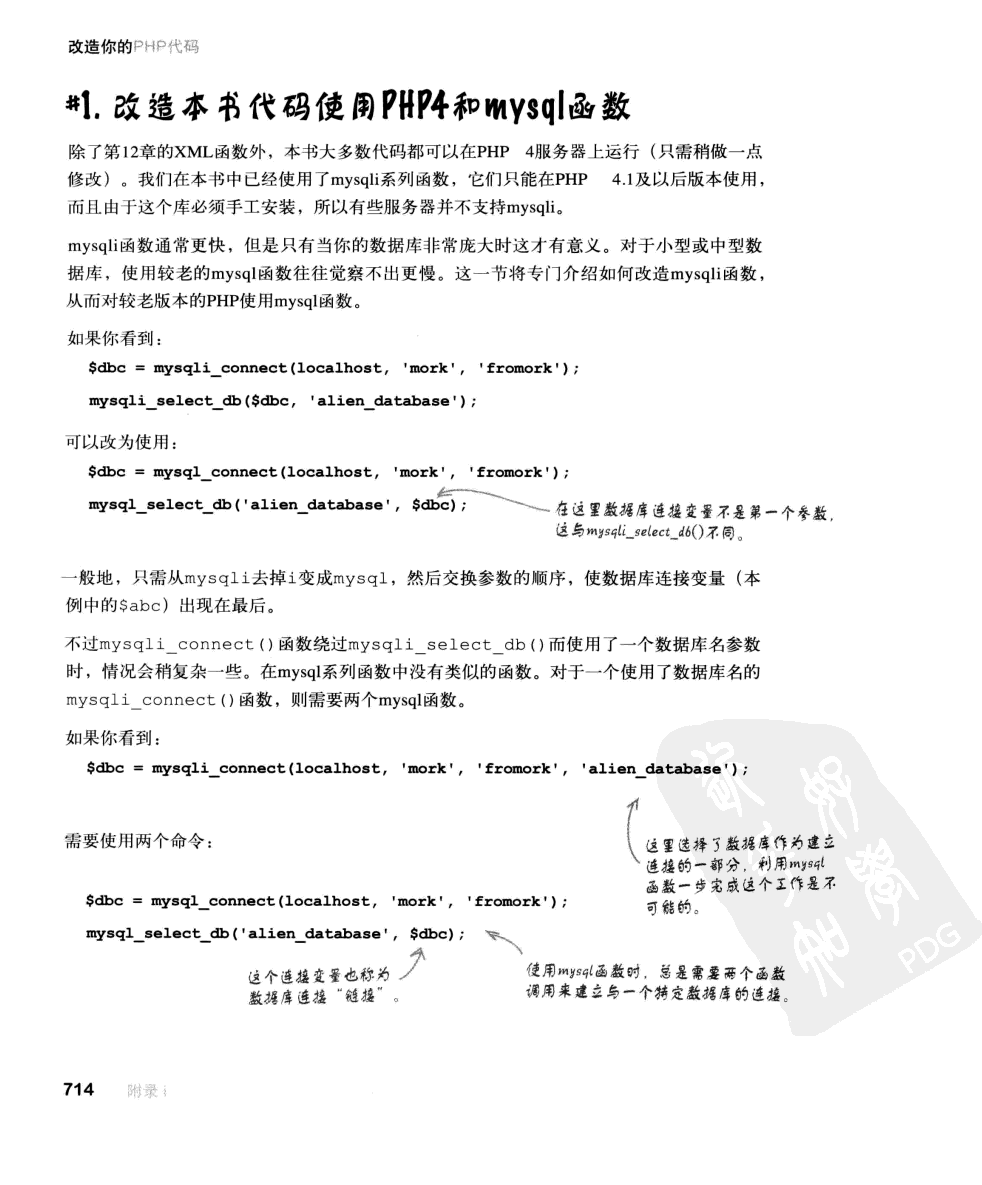 改造你的PHP代码
#1. 改造本书代码使用PHP4和mysql函数
除了第12章的XML函数外，本书大多数代码都可以在PHP 4服务器上运行（只需稍做一点
修改）。我们在本书中已经使用了mysqli系列函数，它们只能在PHP 4.1及以后版本使用，
而且由于这个库必须手工安装，所以有些服务器并不支持mysqli。
mysqli函数通常更快，但是只有当你的数据库非常庞大时这才有意义。对于小型或中型数
据库，使用较老的mysql函数往往觉察不出更慢。这一节将专门介绍如何改造mysqli函数，
从而对较老版本的PHP使用mysql函数。
如果你看到：
$dbc = mysqli_connect(localhost, 'mork', 'fromork');
mysqli_select_db($dbc, 'alien_database');
可以改为使用：
$dbc = mysql_connect(localhost, 'mork', 'fromork');
mysql_select_db('alien_database', $dbc);
在这里数据库连接变量不是第一个参数，
这与mysqli_select_db()不同。
一般地，只需从mysqli去掉i变成mysql，然后交换参数的顺序，使数据库连接变量（本
例中的$abc）出现在最后。
不过mysqli_connect()函数绕过mysqli_select_db()而使用了一个数据库名参数
时，情况会稍复杂一些。在mysql系列函数中没有类似的函数。对于一个使用了数据库名的
mysqli_connect()函数，则需要两个mysql函数。
如果你看到：
$dbc = mysqli_connect(localhost, 'mork', 'fromork', 'alien_database');
这里选择了数据库作为建立
连接的一部分，利用mysql
函数一步完成这个工作是不
可能的。
需要使用两个命令：
$dbc = mysql_connect(localhost, 'mork', 'fromork');
mysql_select_db('alien_database', $dbc);
这个连接变量也称为
数据库连接“链接”。
使用mysql函数时，总是需要两个函数
调用来建立与一个特定数据库的连接。
PDG
714 附录i